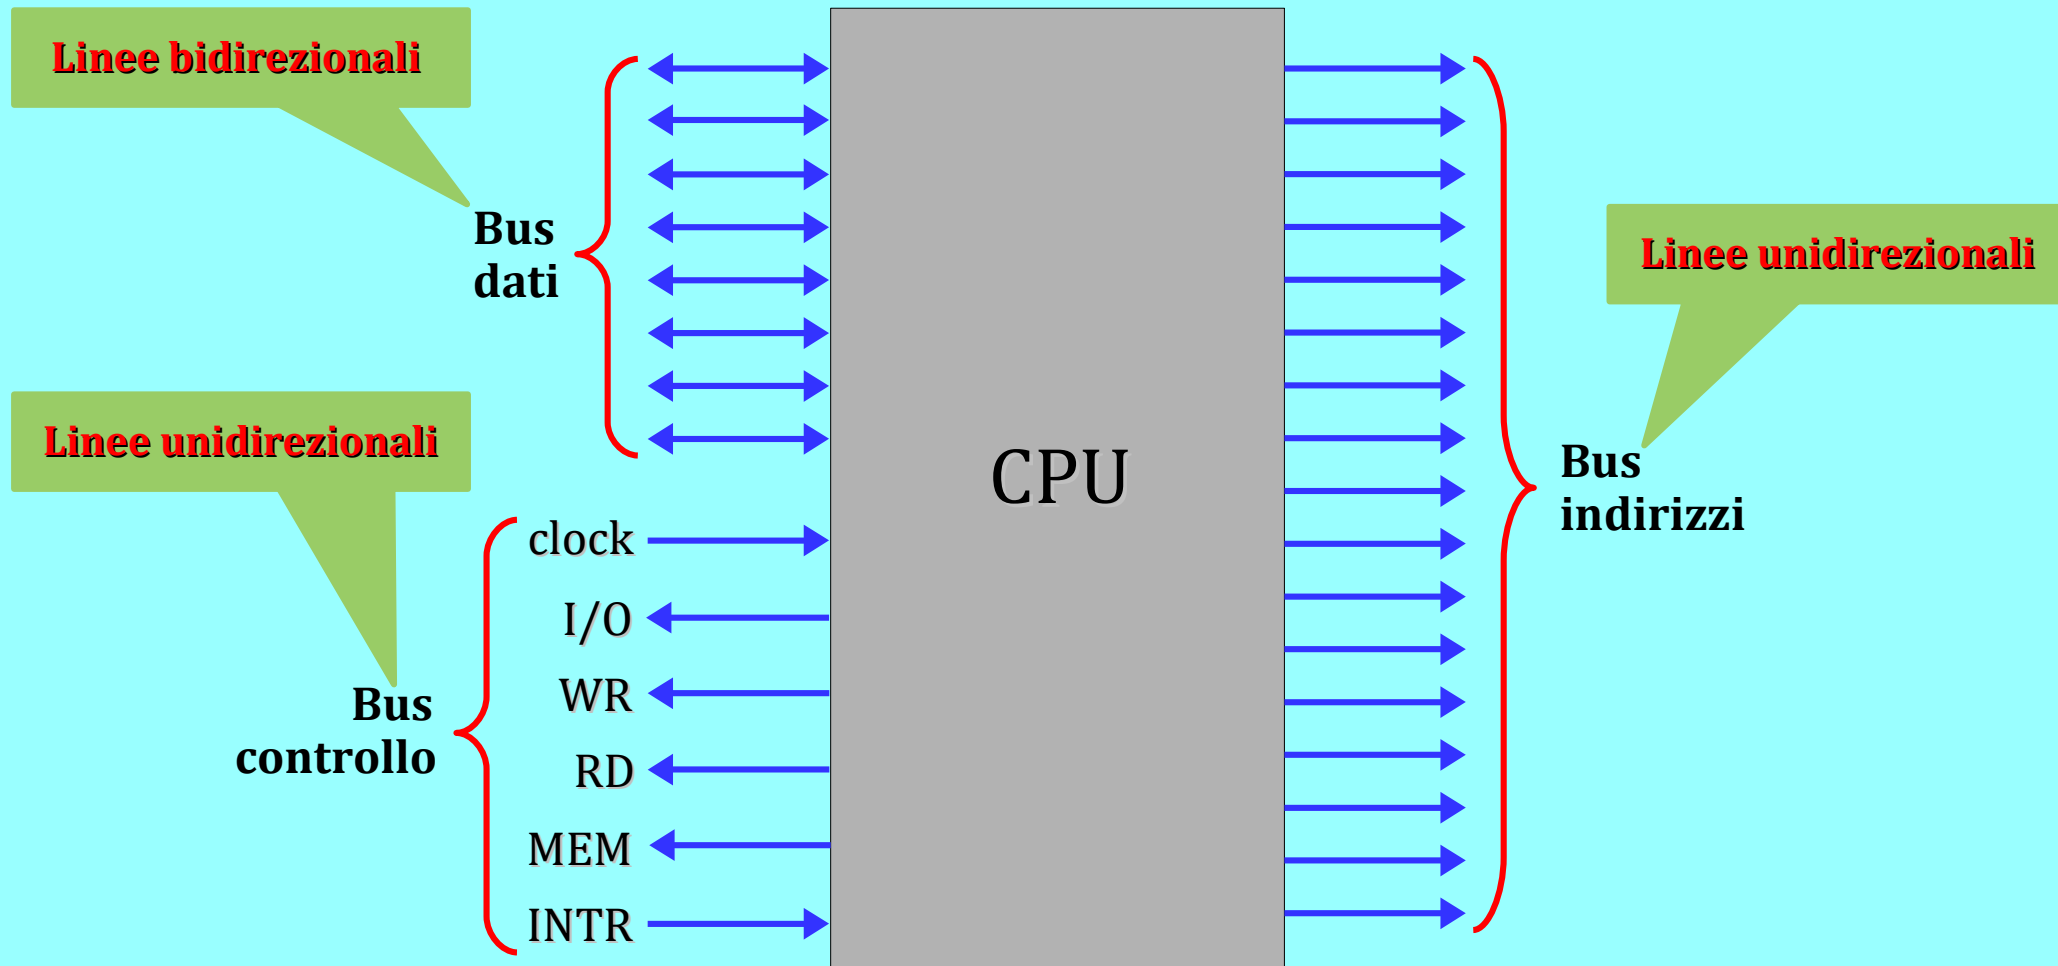 Linee bidirezionali
Bus
dati
Linee unidirezionali
Bus
controllo
clock
I/O
WR
RD
MEM
INTR
CPU
Linee unidirezionali
Bus
indirizzi